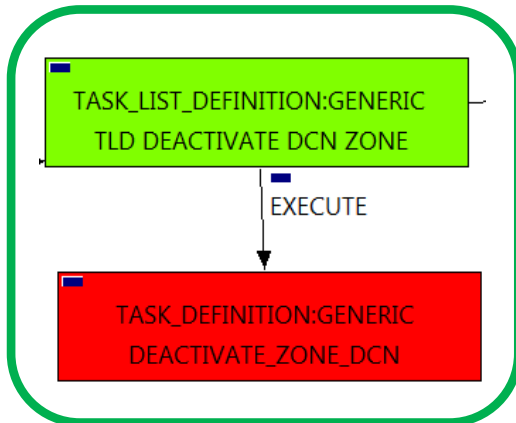 TASK_LIST_DEFINITION:GENERIC
TLD DEACTIVATE DCN ZONE
EXECUTE
TASK_DEFINITION:GENERIC
DEACTIVATE_ZONE_DCN